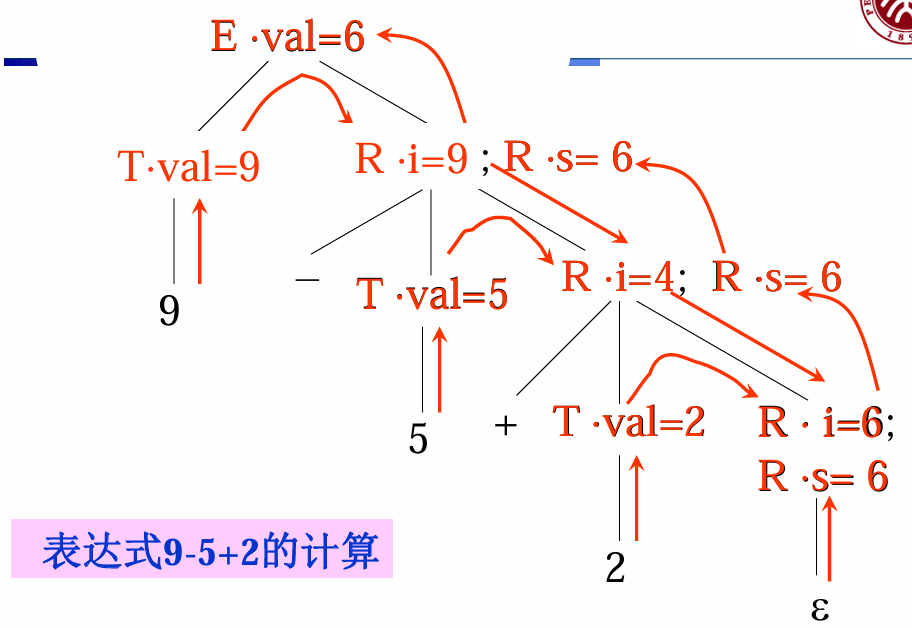 E ·val=6
T·val=9
R ·i=9 ; R ·s= 6
9
–
T ·val=5
R ·i=4; R ·s= 6
5
+
T ·val=2
R · i=6;
R ·s= 6
2
ε
表达式9-5+2的计算